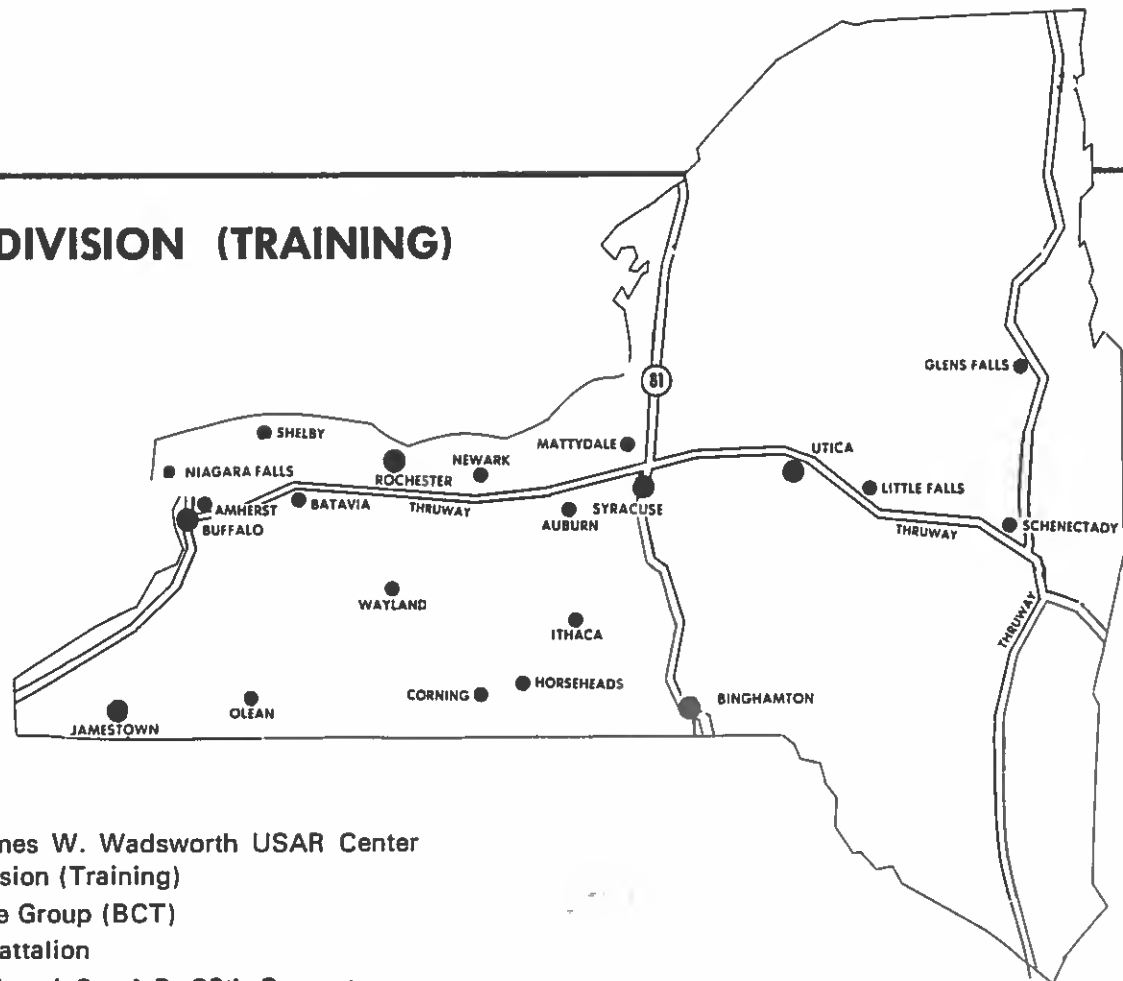 DIVISION (TRAINING)
81
GLENS FALLS
SHELBY
MATTYDALE
UTICA
NIAGARA FALLS
ROCHESTER
NEWARK
LITTLE FALLS
AMHERST
BATAVIA
THRUWAY
AUBURN
SYRACUSE
THRUWAY
SCHENECTADY
BUFFALO
WAYLAND
ITHACA
THRUWAY
CORNING
HORSEHEADS
BINGHAMTON
OLEAN
JAMESTOWN
mes W. Wadsworth USAR Center
sion (Training)
e Group (BCT)
attalion